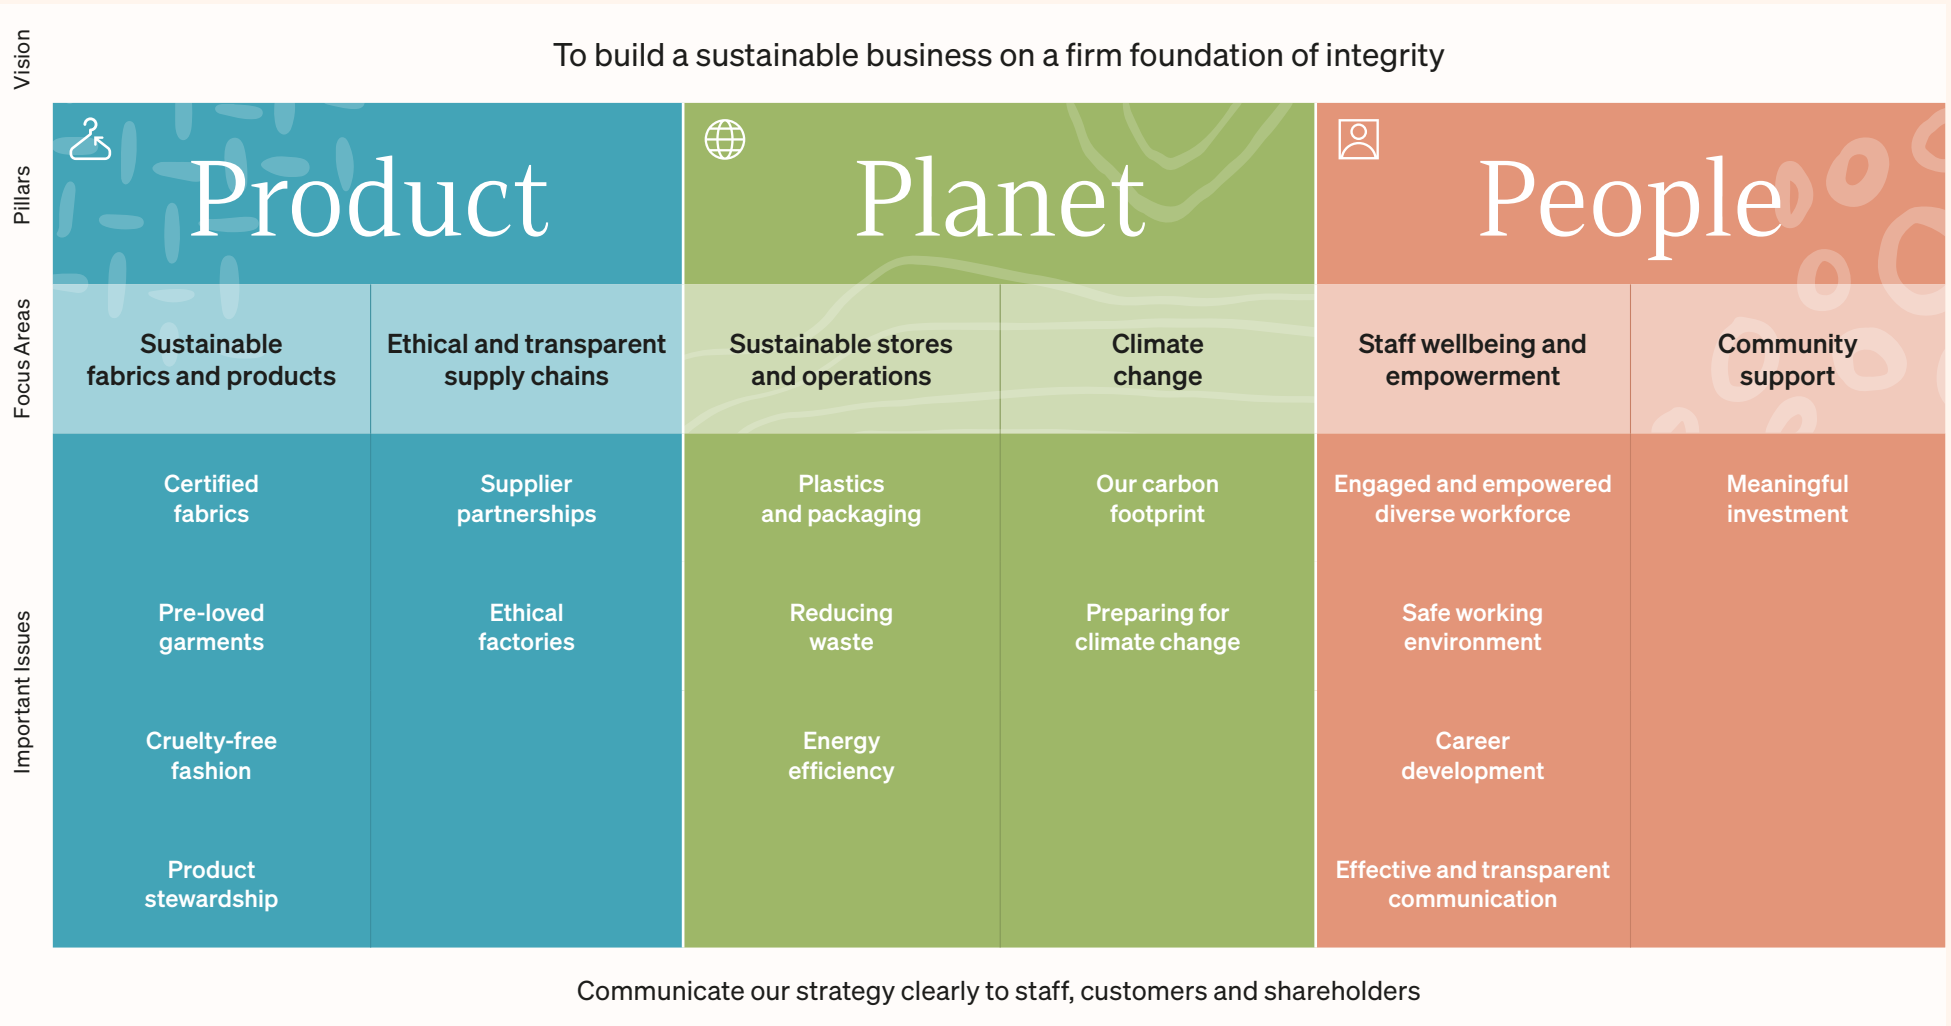 Vision
To build a sustainable business on a firm foundation of integrity
Pillars
Product
Planet
People
Focus Areas
Sustainable
fabrics and products
Ethical and transparent
supply chains
Sustainable stores
and operations
Climate
change
Staff wellbeing and
empowerment
Community
support
Important Issues
Certified
fabrics
Supplier
partnerships
Plastics
and packaging
Our carbon
footprint
Engaged and empowered
diverse workforce
Meaningful
investment
Pre-loved
garments
Ethical
factories
Reducing
waste
Preparing for
climate change
Safe working
environment
Cruelty-free
fashion
Energy
efficiency
Career
development
Product
stewardship
Effective and transparent
communication
Communicate our strategy clearly to staff, customers and shareholders